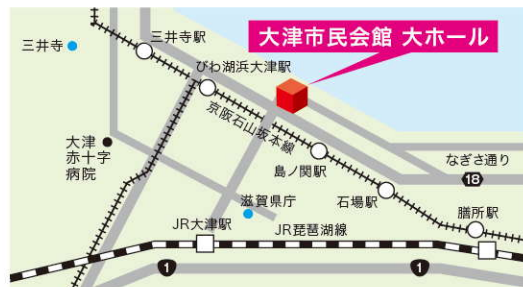 大津市民会館 大ホール
三井寺駅
三井寺
びわ湖浜大津駅
京阪石山坂本線
大津
赤十字
病院
島ノ関駅
なぎさ通り
18
石場駅
滋賀県庁
膳所駅
JR大津駅
JR琵琶湖線
1
1